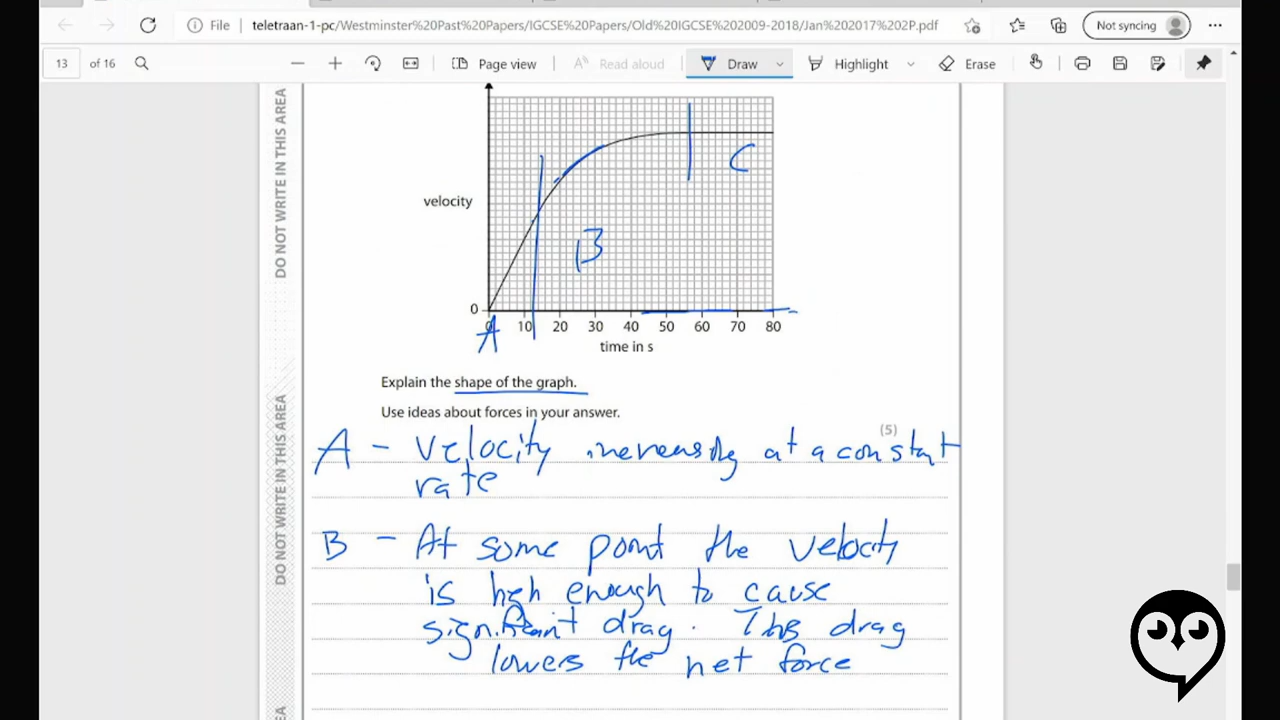 File
teletraan-1-pc/Westminster%20Past%20Papers/IGCSE%20Papers/Old%20IGCSE%202009-2018/Jan%202017%202P.pdf
Not syncing
13 of 16
Page view
Read aloud
Draw
Highlight
Erase
DO NOT WRITE IN THIS AREA
DO NOT WRITE IN THIS AREA
EA
velocity
B
C
0
0 10 20 30 40 50 60 70 80
A
time in s
Explain the shape of the graph.
Use ideas about forces in your answer.
(5)
A - velocity increasing at a constant
rate
B - At some point the velocity
is high enough to cause
significant drag. This drag
lowers the net force